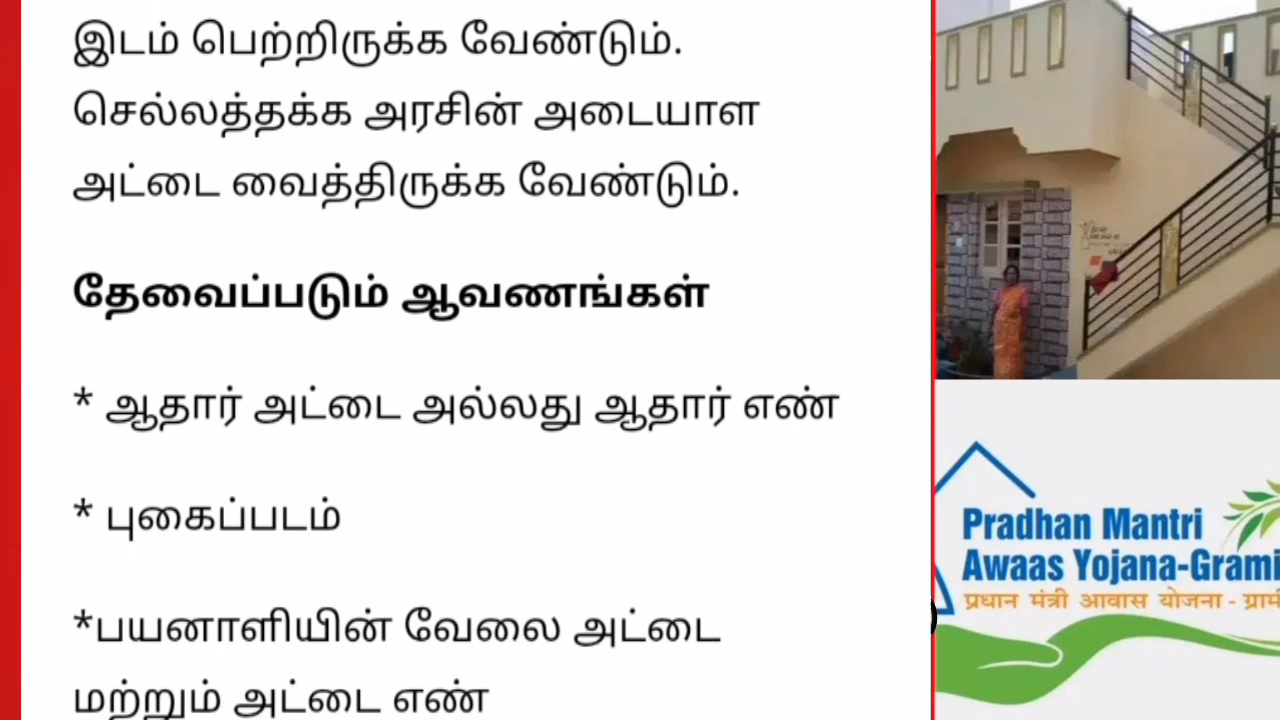 இடம் பெற்றிருக்க வேண்டும்.
செல்லத்தக்க அரசின் அடையாள
அட்டை வைத்திருக்க வேண்டும்.
தேவைப்படும் ஆவணங்கள்
* ஆதார் அட்டை அல்லது ஆதார் எண்
* புகைப்படம்
*பயனாளியின் வேலை அட்டை
மற்றும் அட்டை எண்
Pradhan Mantri
Awaas Yojana-Grami
प्रधान मंत्री आवास योजना - ग्रामी